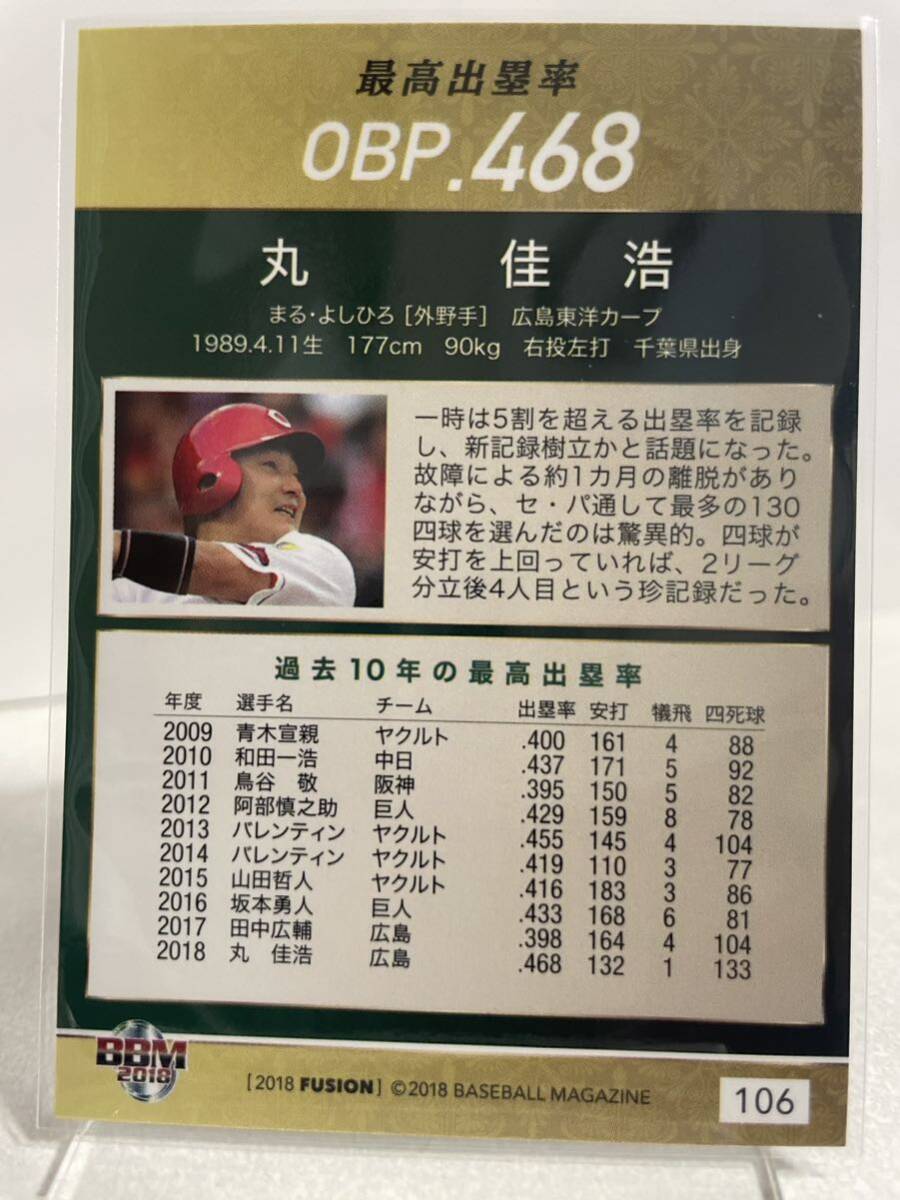 最高出塁率
OBP.468
丸 佳 浩
まる・よしひろ [外野手] 広島東洋カープ
1989.4.11生 177cm 90kg 右投左打 千葉県出身
一時は5割を超える出塁率を記録
し、新記録樹立かと話題になった。
故障による約1カ月の離脱があり
ながら、セ・パ通して最多の130
四球を選んだのは驚異的。四球が
安打を上回っていれば、2リーグ
分立後4人目という珍記録だった。
過去10年の最高出塁率
年度 選手名 チーム 出塁率 安打 犠飛 四死球
2009 青木宣親 ヤクルト .400 161 4 88
2010 和田一浩 中日 .437 171 5 92
2011 鳥谷 敬 阪神 .395 150 5 82
2012 阿部慎之助 巨人 .429 159 8 78
2013 バレンティン ヤクルト .455 145 4 104
2014 バレンティン ヤクルト .419 110 3 77
2015 山田哲人 ヤクルト .416 183 3 86
2016 坂本勇人 巨人 .433 168 6 81
2017 田中広輔 広島 .398 164 4 104
2018 丸 佳浩 広島 .468 132 1 133
BBM
2018
[2018 FUSION] ©2018 BASEBALL MAGAZINE
106